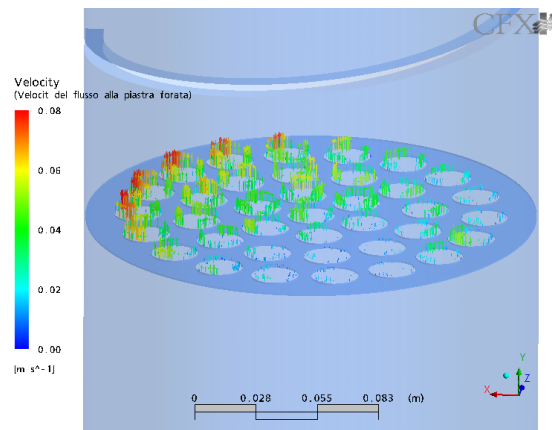 CFX
Velocity
(Velocit del flusso alla piastra forata)
0.08
0.06
0.04
0.02
0.00
[m s^-1]
0 0.028 0.055 0.083 (m)
Y
Z
X